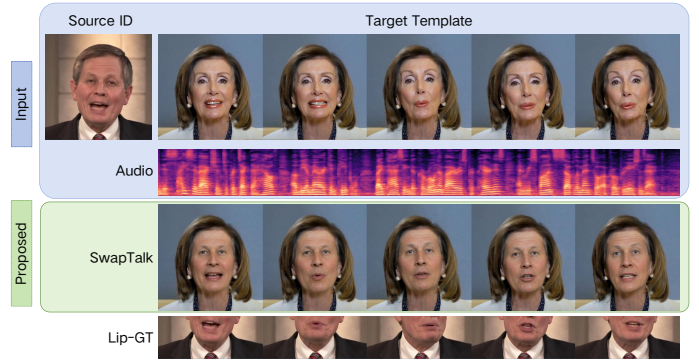 Source ID
Target Template
Input
Audio
Proposed
SwapTalk
Lip-GT